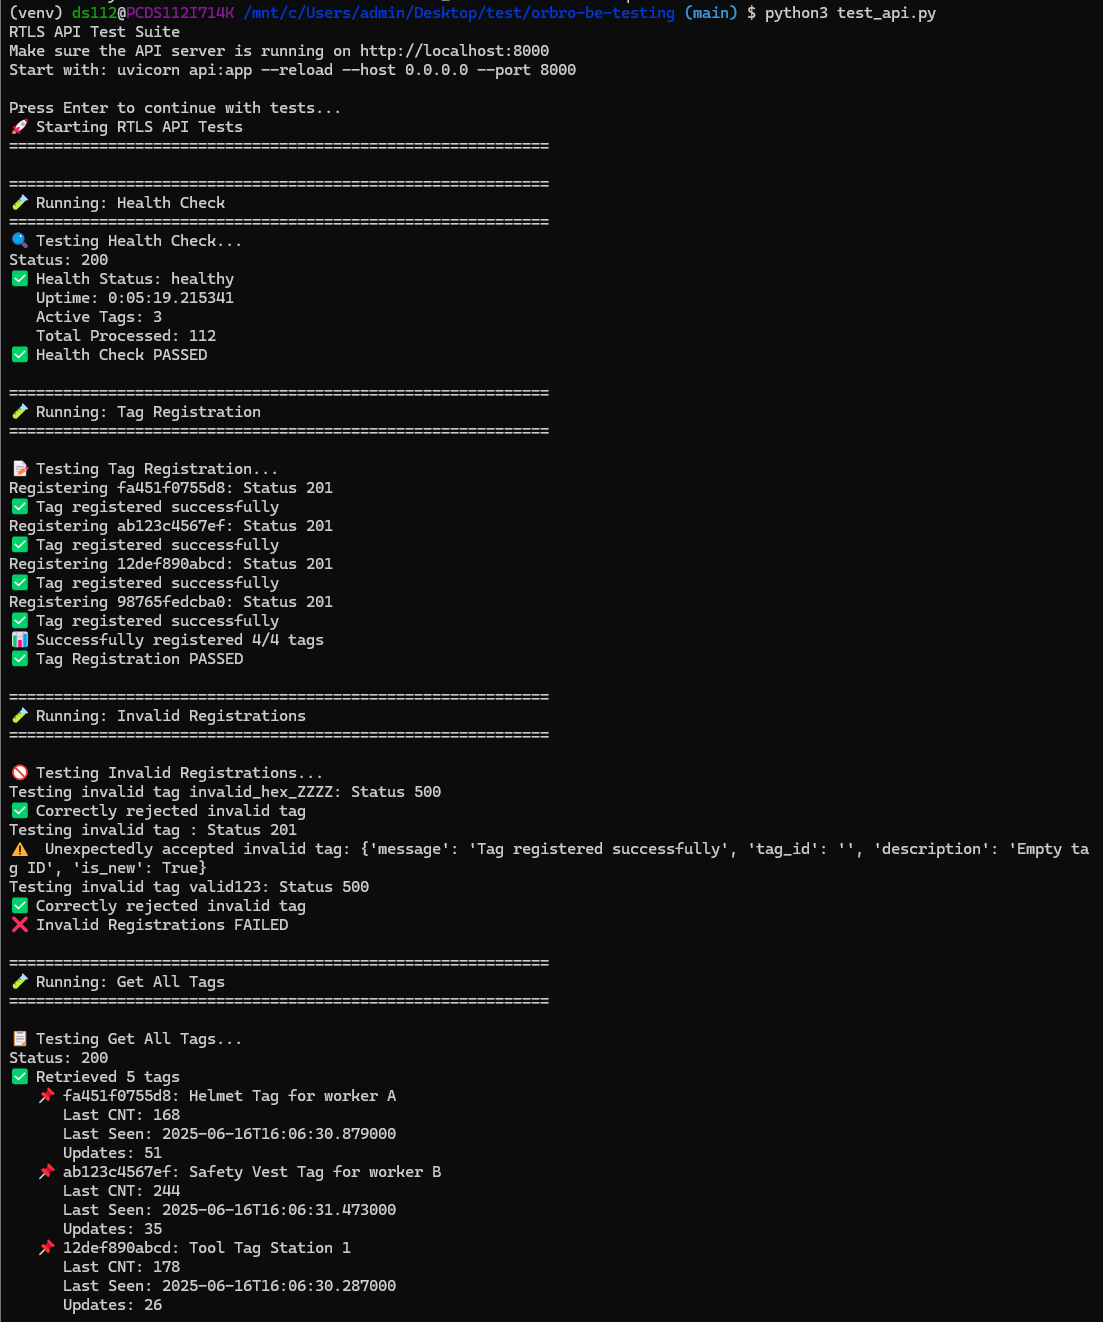 (venv) ds112@PCDS112I714K /mnt/c/Users/admin/Desktop/test/orbro-be-testing (main) $ python3 test_api.py
RTLS API Test Suite
Make sure the API server is running on http://localhost:8000
Start with: uvicorn api:app --reload --host 0.0.0.0 --port 8000
Press Enter to continue with tests...
🚀 Starting RTLS API Tests
============================================================
============================================================
🧪 Running: Health Check
============================================================
🔍 Testing Health Check...
Status: 200
✅ Health Status: healthy
Uptime: 0:05:19.215341
Active Tags: 3
Total Processed: 112
✅ Health Check PASSED
============================================================
🧪 Running: Tag Registration
============================================================
📝 Testing Tag Registration...
Registering fa451f0755d8: Status 201
✅ Tag registered successfully
Registering ab123c4567ef: Status 201
✅ Tag registered successfully
Registering 12def890abcd: Status 201
✅ Tag registered successfully
Registering 98765fedcba0: Status 201
✅ Tag registered successfully
📊 Successfully registered 4/4 tags
✅ Tag Registration PASSED
============================================================
🧪 Running: Invalid Registrations
============================================================
🚫 Testing Invalid Registrations...
Testing invalid tag invalid_hex_ZZZZ: Status 500
✅ Correctly rejected invalid tag
Testing invalid tag : Status 201
⚠️ Unexpectedly accepted invalid tag: {'message': 'Tag registered successfully', 'tag_id': '', 'description': 'Empty ta
g ID', 'is_new': True}
Testing invalid tag valid123: Status 500
✅ Correctly rejected invalid tag
❌ Invalid Registrations FAILED
============================================================
🧪 Running: Get All Tags
============================================================
📋 Testing Get All Tags...
Status: 200
✅ Retrieved 5 tags
📌 fa451f0755d8: Helmet Tag for worker A
Last CNT: 168
Last Seen: 2025-06-16T16:06:30.879000
Updates: 51
📌 ab123c4567ef: Safety Vest Tag for worker B
Last CNT: 244
Last Seen: 2025-06-16T16:06:31.473000
Updates: 35
📌 12def890abcd: Tool Tag Station 1
Last CNT: 178
Last Seen: 2025-06-16T16:06:30.287000
Updates: 26